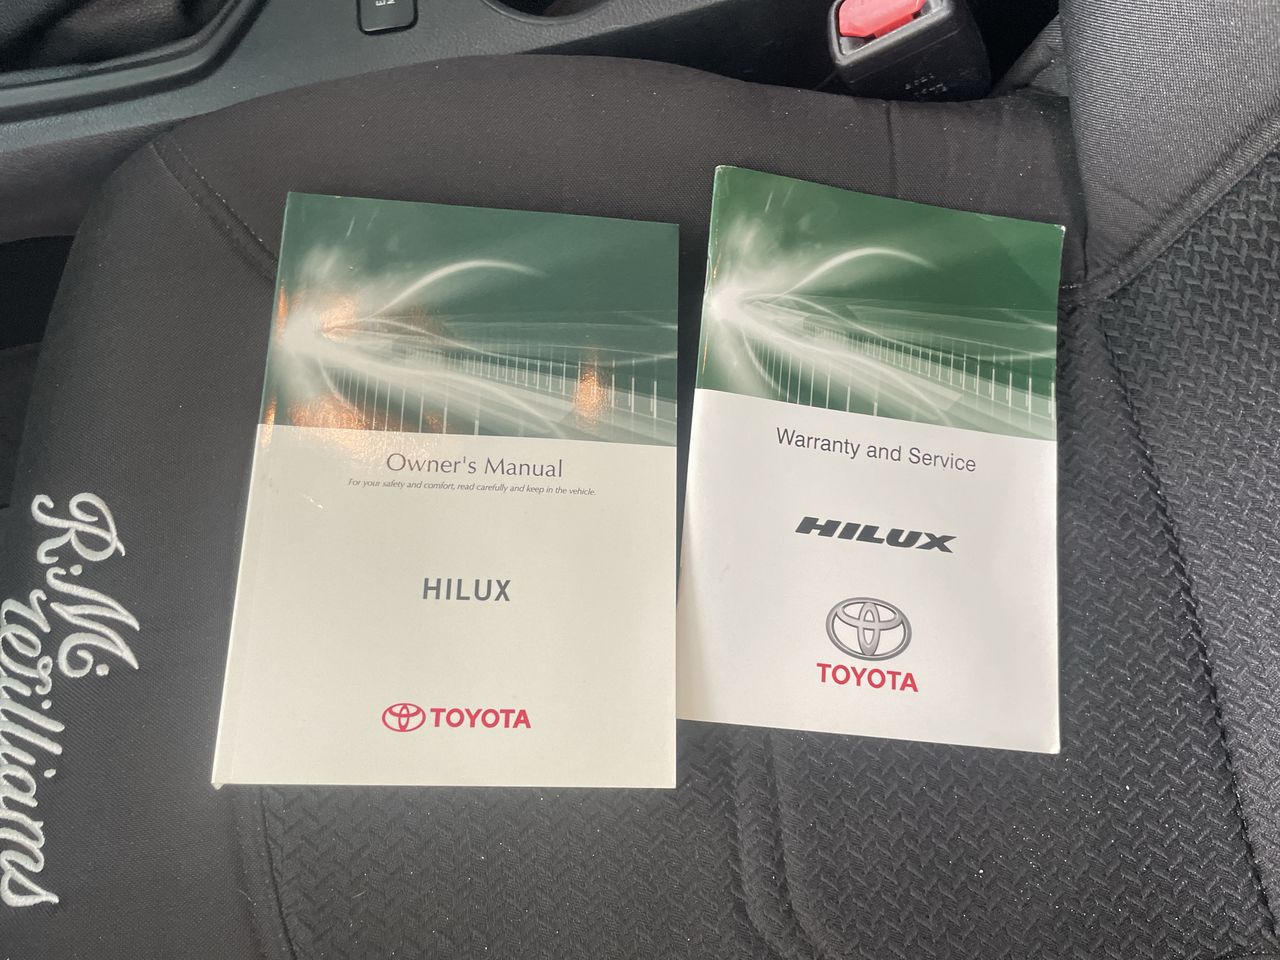 Owner's Manual
For your safety and comfort, read carefully and keep in the vehicle.
HILUX
TOYOTA
Warranty and Service
HILUX
TOYOTA
R.M.
Williams